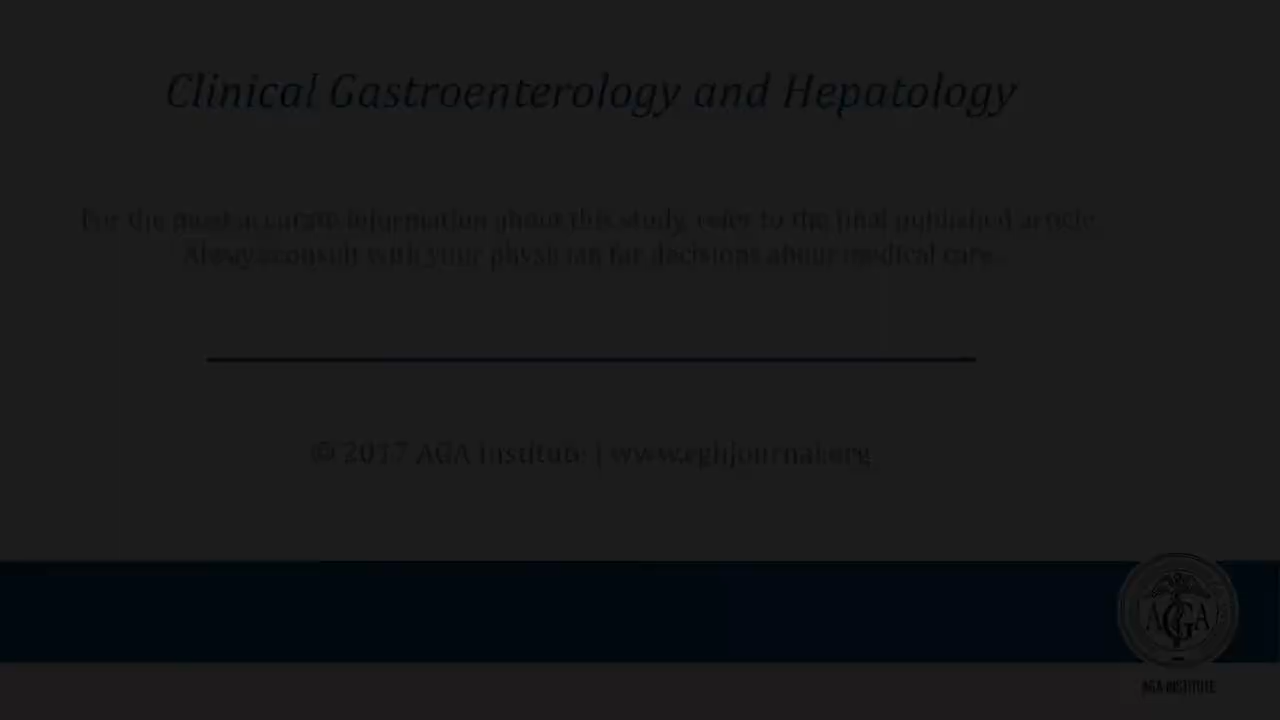 Clinical Gastroenterology and Hepatology
For the most accurate information about this study, refer to the final published article.
Always consult with your physician for decisions about medical care.
© 2017 AGA Institute | www.cghjournal.org
AGA
AGA INSTITUTE